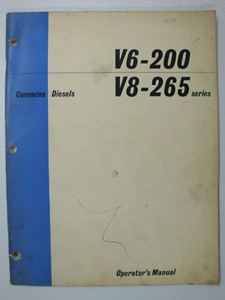 V6-200
V8-265 series
Cummins Diesels
Operator's Manual